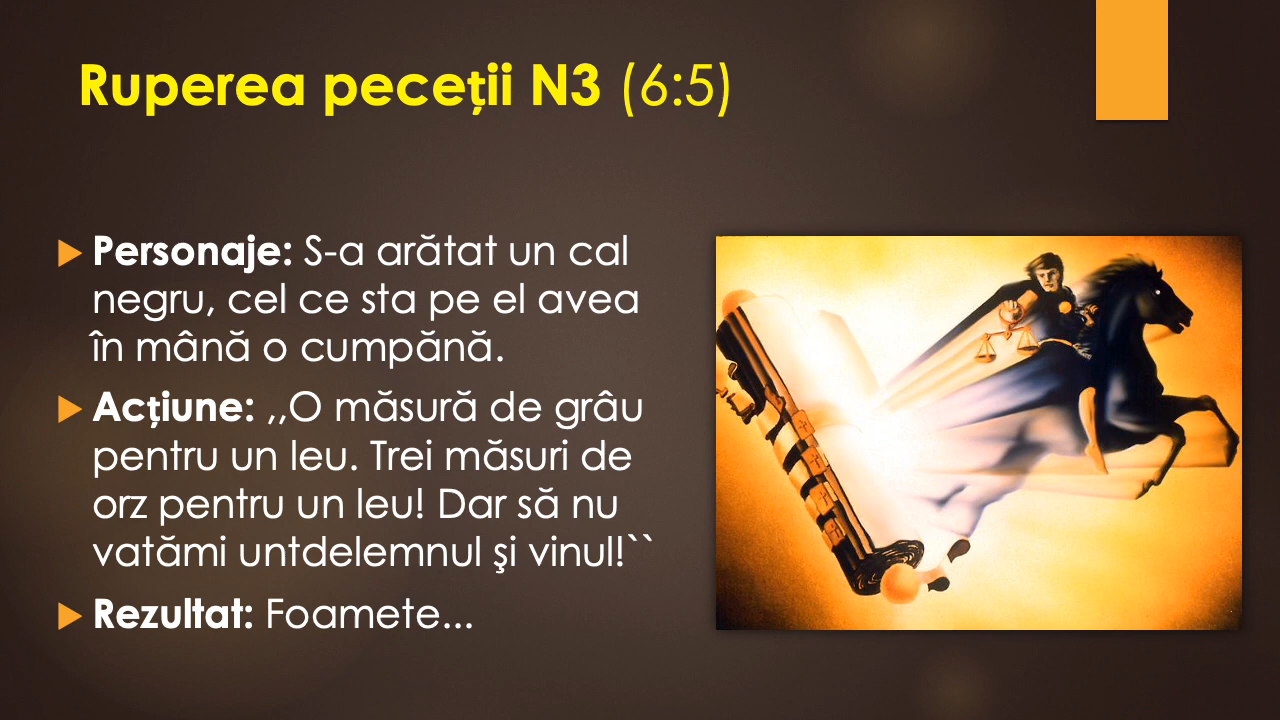 Ruperea peceții N3 (6:5)
Personaje: S-a arătat un cal
negru, cel ce sta pe el avea
în mână o cumpănă.
Acțiune: ,,O măsură de grâu
pentru un leu. Trei măsuri de
orz pentru un leu! Dar să nu
vatămi untdelemnul şi vinul!``
Rezultat: Foamete...